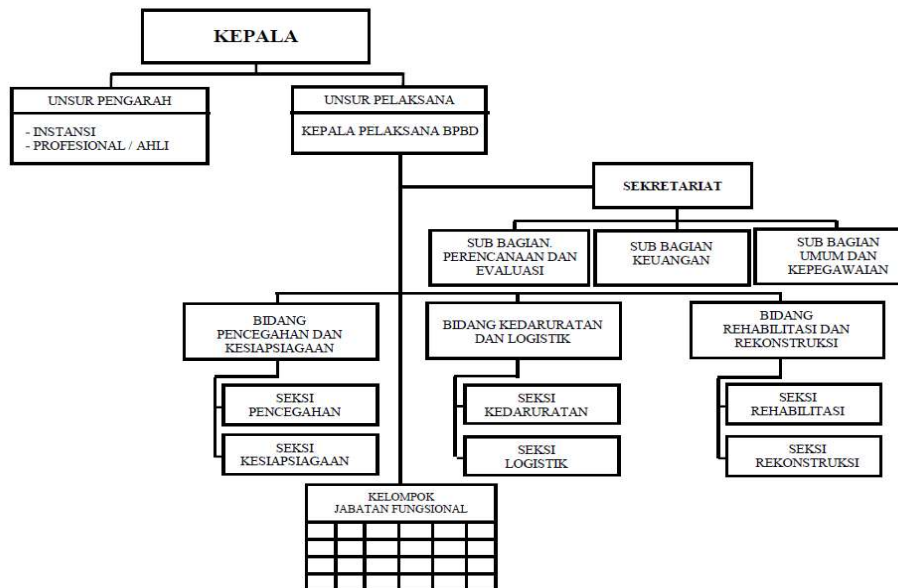 KEPALA
UNSUR PENGARAH
- INSTANSI
- PROFESIONAL / AHLI
UNSUR PELAKSANA
KEPALA PELAKSANA BPBD
SEKRETARIAT
SUB BAGIAN.
PERENCANAAN DAN
EVALUASI
SUB BAGIAN
KEUANGAN
SUB BAGIAN
UMUM DAN
KEPEGAWAIAN
BIDANG
PENCEGAHAN DAN
KESIAPSIAGAAN
SEKSI
PENCEGAHAN
SEKSI
KESIAPSIAGAAN
BIDANG KEDARURATAN
DAN LOGISTIK
SEKSI
KEDARURATAN
SEKSI
LOGISTIK
BIDANG
REHABILITASI DAN
REKONSTRUKSI
SEKSI
REHABILITASI
SEKSI
REKONSTRUKSI
KELOMPOK
JABATAN FUNGSIONAL